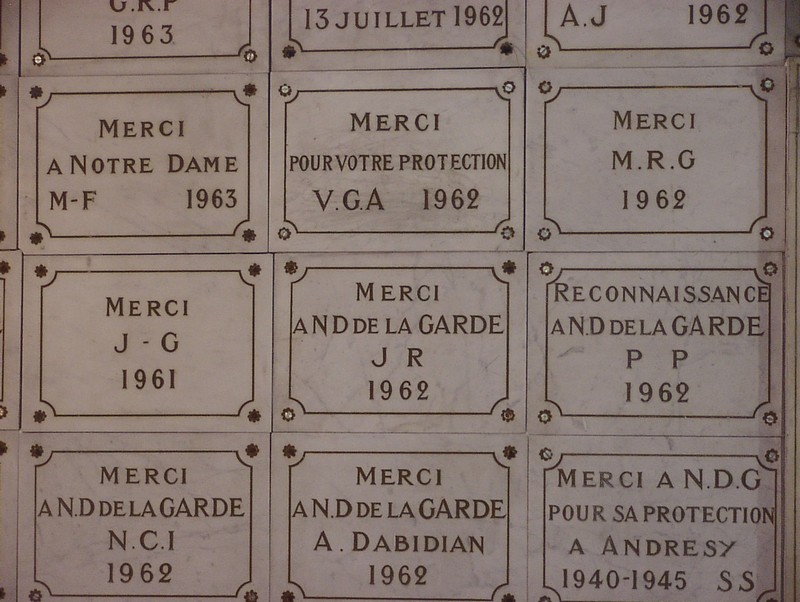 G.R.P
1963
13 JUILLET 1962
A.J 1962
MERCI
A NOTRE DAME
M-F 1963
MERCI
POUR VOTRE PROTECTION
V.G.A 1962
MERCI
M.R.G
1962
MERCI
J - G
1961
MERCI
A N D DE LA GARDE
J R
1962
RECONNAISSANCE
A N.D DE LA GARDE
P P
1962
MERCI
A N.D DE LA GARDE
N.C.I
1962
MERCI
A N.D DE LA GARDE
A. DABIDIAN
1962
MERCI A N.D.G
POUR SA PROTECTION
A ANDRESY
1940-1945 S S